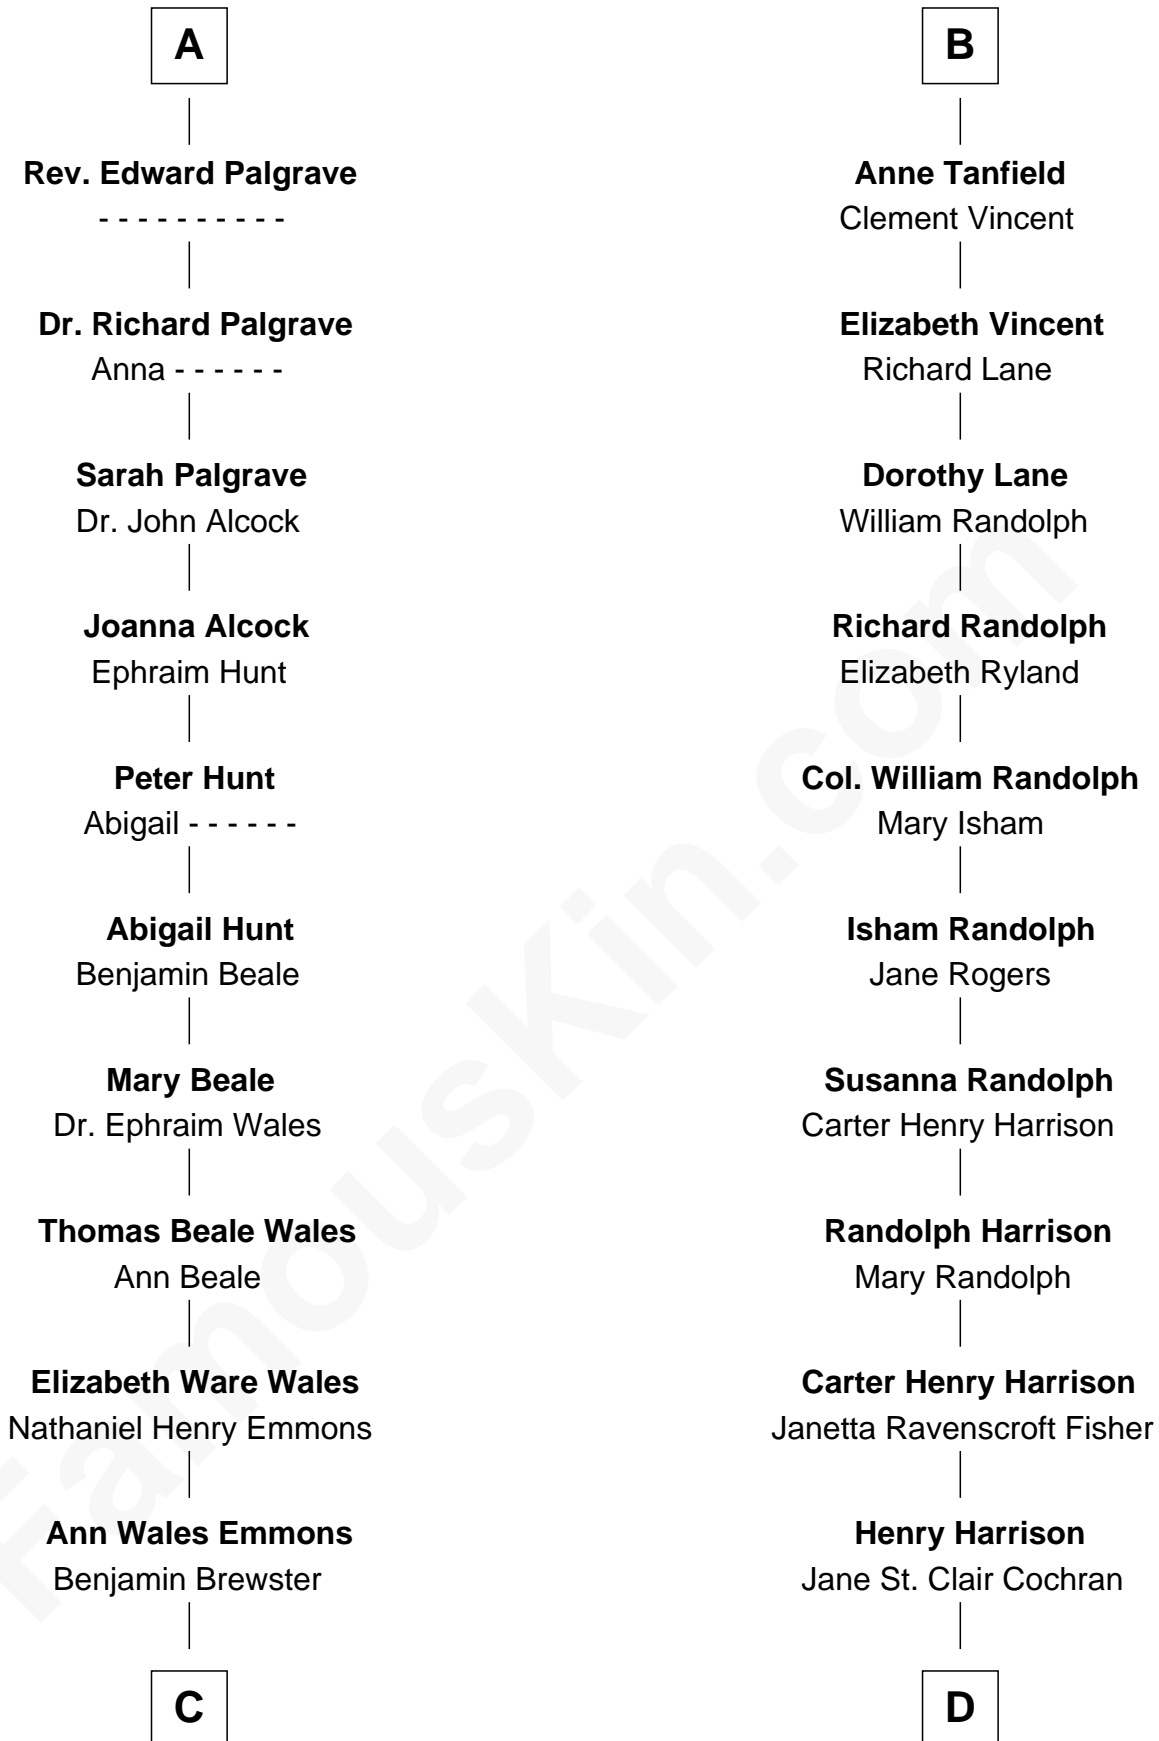 A
Rev. Edward Palgrave
- - - - - - - - - -
Dr. Richard Palgrave
Anna - - - - - -
Sarah Palgrave
Dr. John Alcock
Joanna Alcock
Ephraim Hunt
Peter Hunt
Abigail - - - - - -
Abigail Hunt
Benjamin Beale
Mary Beale
Dr. Ephraim Wales
Thomas Beale Wales
Ann Beale
Elizabeth Ware Wales
Nathaniel Henry Emmons
Ann Wales Emmons
Benjamin Brewster
C
B
Anne Tanfield
Clement Vincent
Elizabeth Vincent
Richard Lane
Dorothy Lane
William Randolph
Richard Randolph
Elizabeth Ryland
Col. William Randolph
Mary Isham
Isham Randolph
Jane Rogers
Susanna Randolph
Carter Henry Harrison
Randolph Harrison
Mary Randolph
Carter Henry Harrison
Janetta Ravenscroft Fisher
Henry Harrison
Jane St. Clair Cochran
D
FamousKin.com